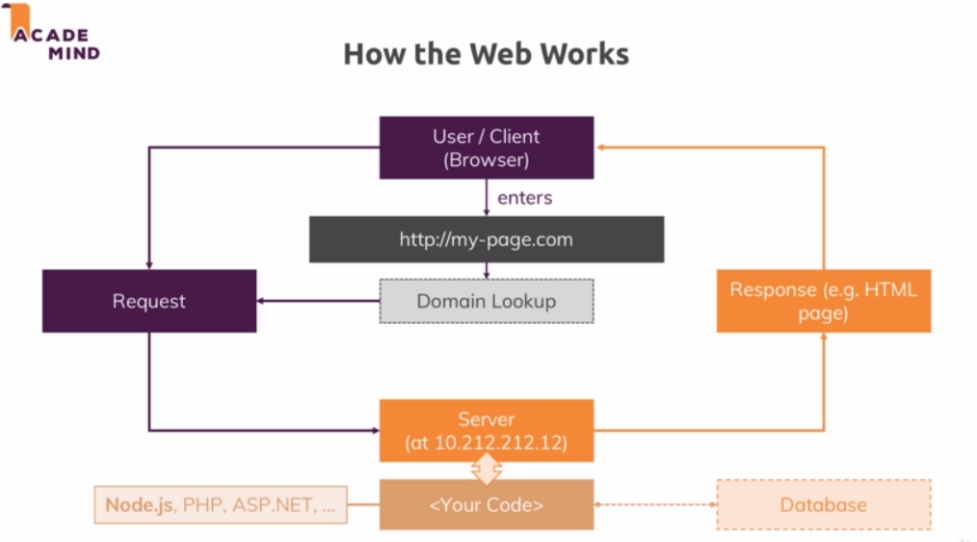 ACADE
MIND
How the Web Works
User / Client
(Browser)
enters
http://my-page.com
Domain Lookup
Request
Response (e.g. HTML
page)
Server
(at 10.212.212.12)
Node.js, PHP, ASP.NET, ...
<Your Code>
Database